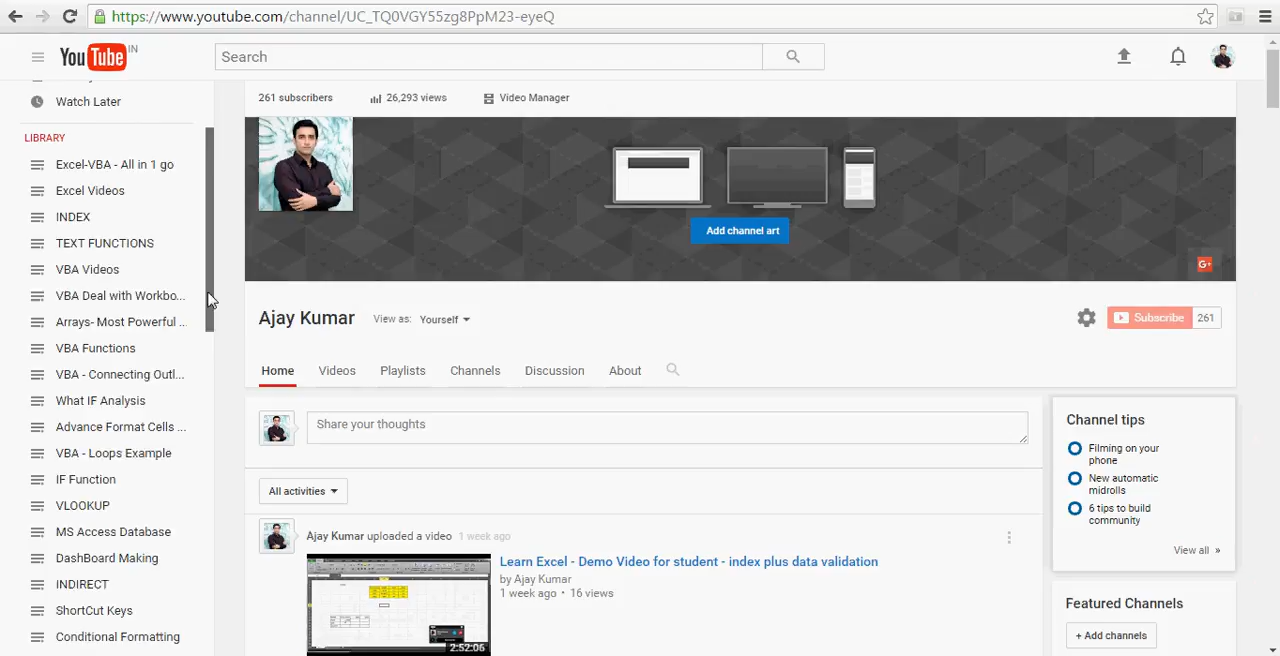 https://www.youtube.com/channel/UC_TQ0VGY55zg8PpM23-eyeQ
YouTube IN
Search
Watch Later
LIBRARY
Excel-VBA - All in 1 go
Excel Videos
INDEX
TEXT FUNCTIONS
VBA Videos
VBA Deal with Workbo...
Arrays- Most Powerful ...
VBA Functions
VBA - Connecting Outl...
What IF Analysis
Advance Format Cells ...
VBA - Loops Example
IF Function
VLOOKUP
MS Access Database
DashBoard Making
INDIRECT
ShortCut Keys
Conditional Formatting
261 subscribers 26,293 views Video Manager
Add channel art
G+
Ajay Kumar View as: Yourself
Subscribe 261
Home Videos Playlists Channels Discussion About
Share your thoughts
All activities
Ajay Kumar uploaded a video 1 week ago
2:52:06
Learn Excel - Demo Video for student - index plus data validation
by Ajay Kumar
1 week ago • 16 views
Channel tips
Filming on your
phone
New automatic
midrolls
6 tips to build
community
View all »
Featured Channels
+ Add channels